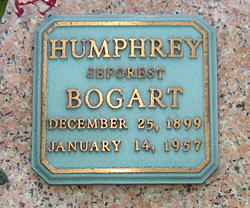 HUMPHREY
DEFOREST
BOGART
DECEMBER 25, 1899
JANUARY 14, 1957